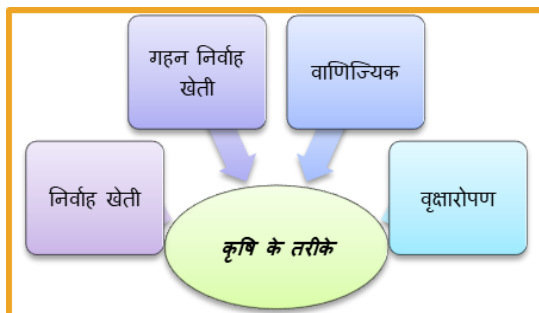 गहन निर्वाह
खेती
वाणिज्यिक
निर्वाह खेती
वृक्षारोपण
कृषि के तरीके